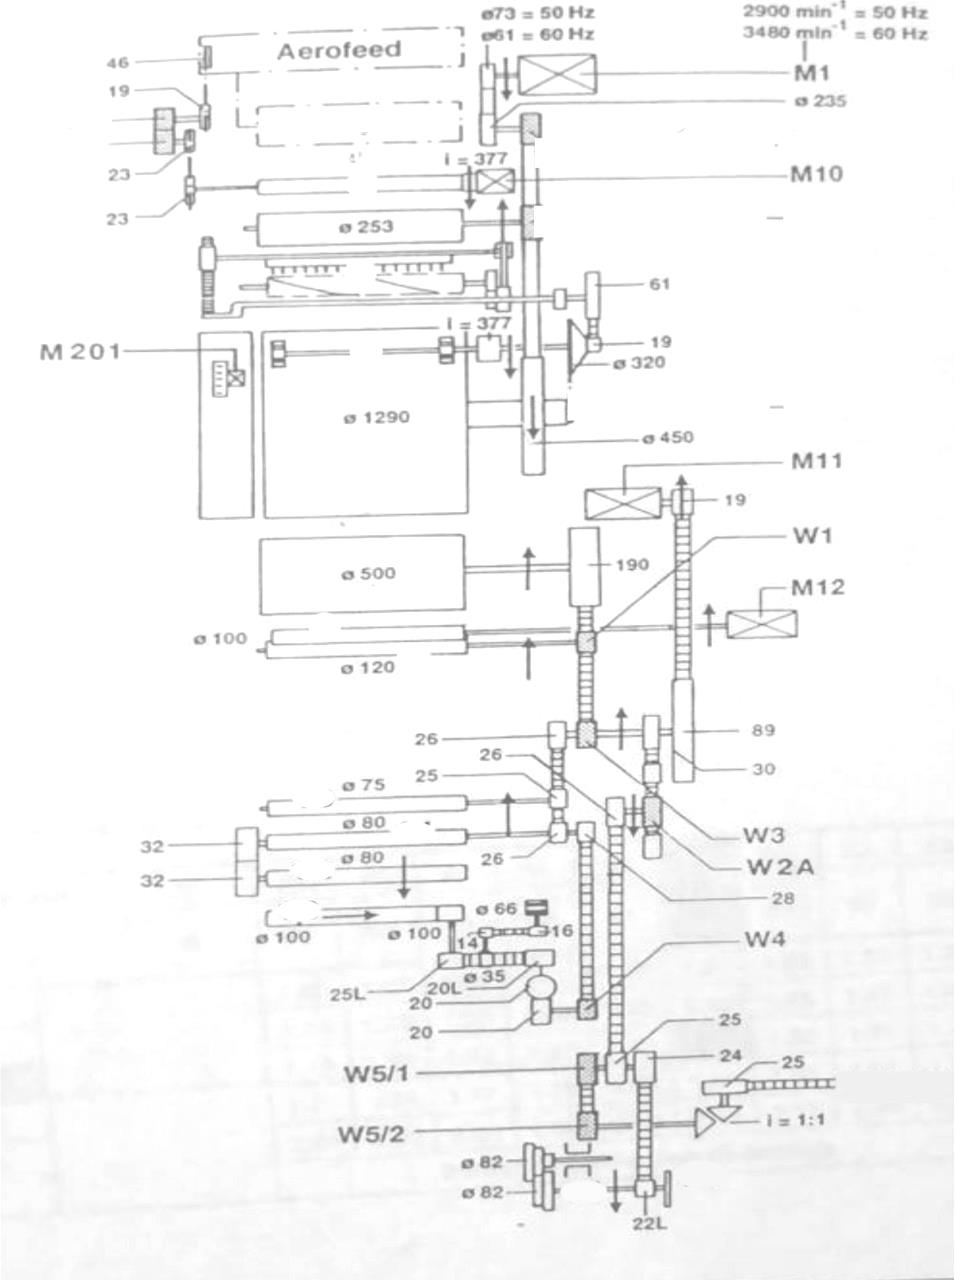 ø73 = 50 Hz
ø61 = 60 Hz
2900 min⁻¹ = 50 Hz
3480 min⁻¹ = 60 Hz
Aerofeed
46
M1
19
ø 235
23
i = 377
M10
23
ø 253
61
i = 377
M 201
19
ø 320
ø 1290
ø 450
M11
19
W1
ø 500
190
M12
ø 100
ø 120
26
89
26
30
25
ø 75
ø 80
W3
32
26
ø 80
W2A
32
28
ø 66
ø 100
ø 100
14
16
W4
ø 35
25L
20L
20
20
25
W5/1
24
25
W5/2
i = 1:1
ø 82
ø 82
22L